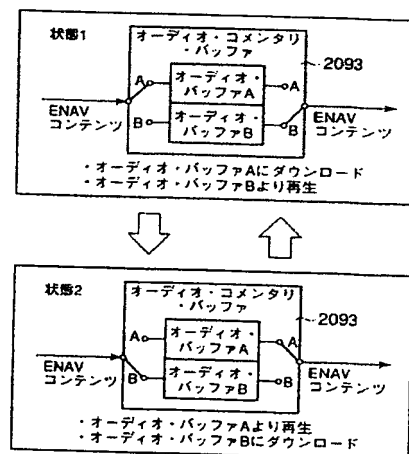 状態1
オーディオ・コメンタリ
・バッファ
2093
A
オーディオ・
バッファA
A
B
オーディオ・
バッファB
B
ENAV
コンテンツ
ENAV
コンテンツ
・オーディオ・バッファAにダウンロード
・オーディオ・バッファBより再生
状態2
オーディオ・コメンタリ
・バッファ
2093
A
オーディオ・
バッファA
A
B
オーディオ・
バッファB
B
ENAV
コンテンツ
ENAV
コンテンツ
・オーディオ・バッファAより再生
・オーディオ・バッファBにダウンロード